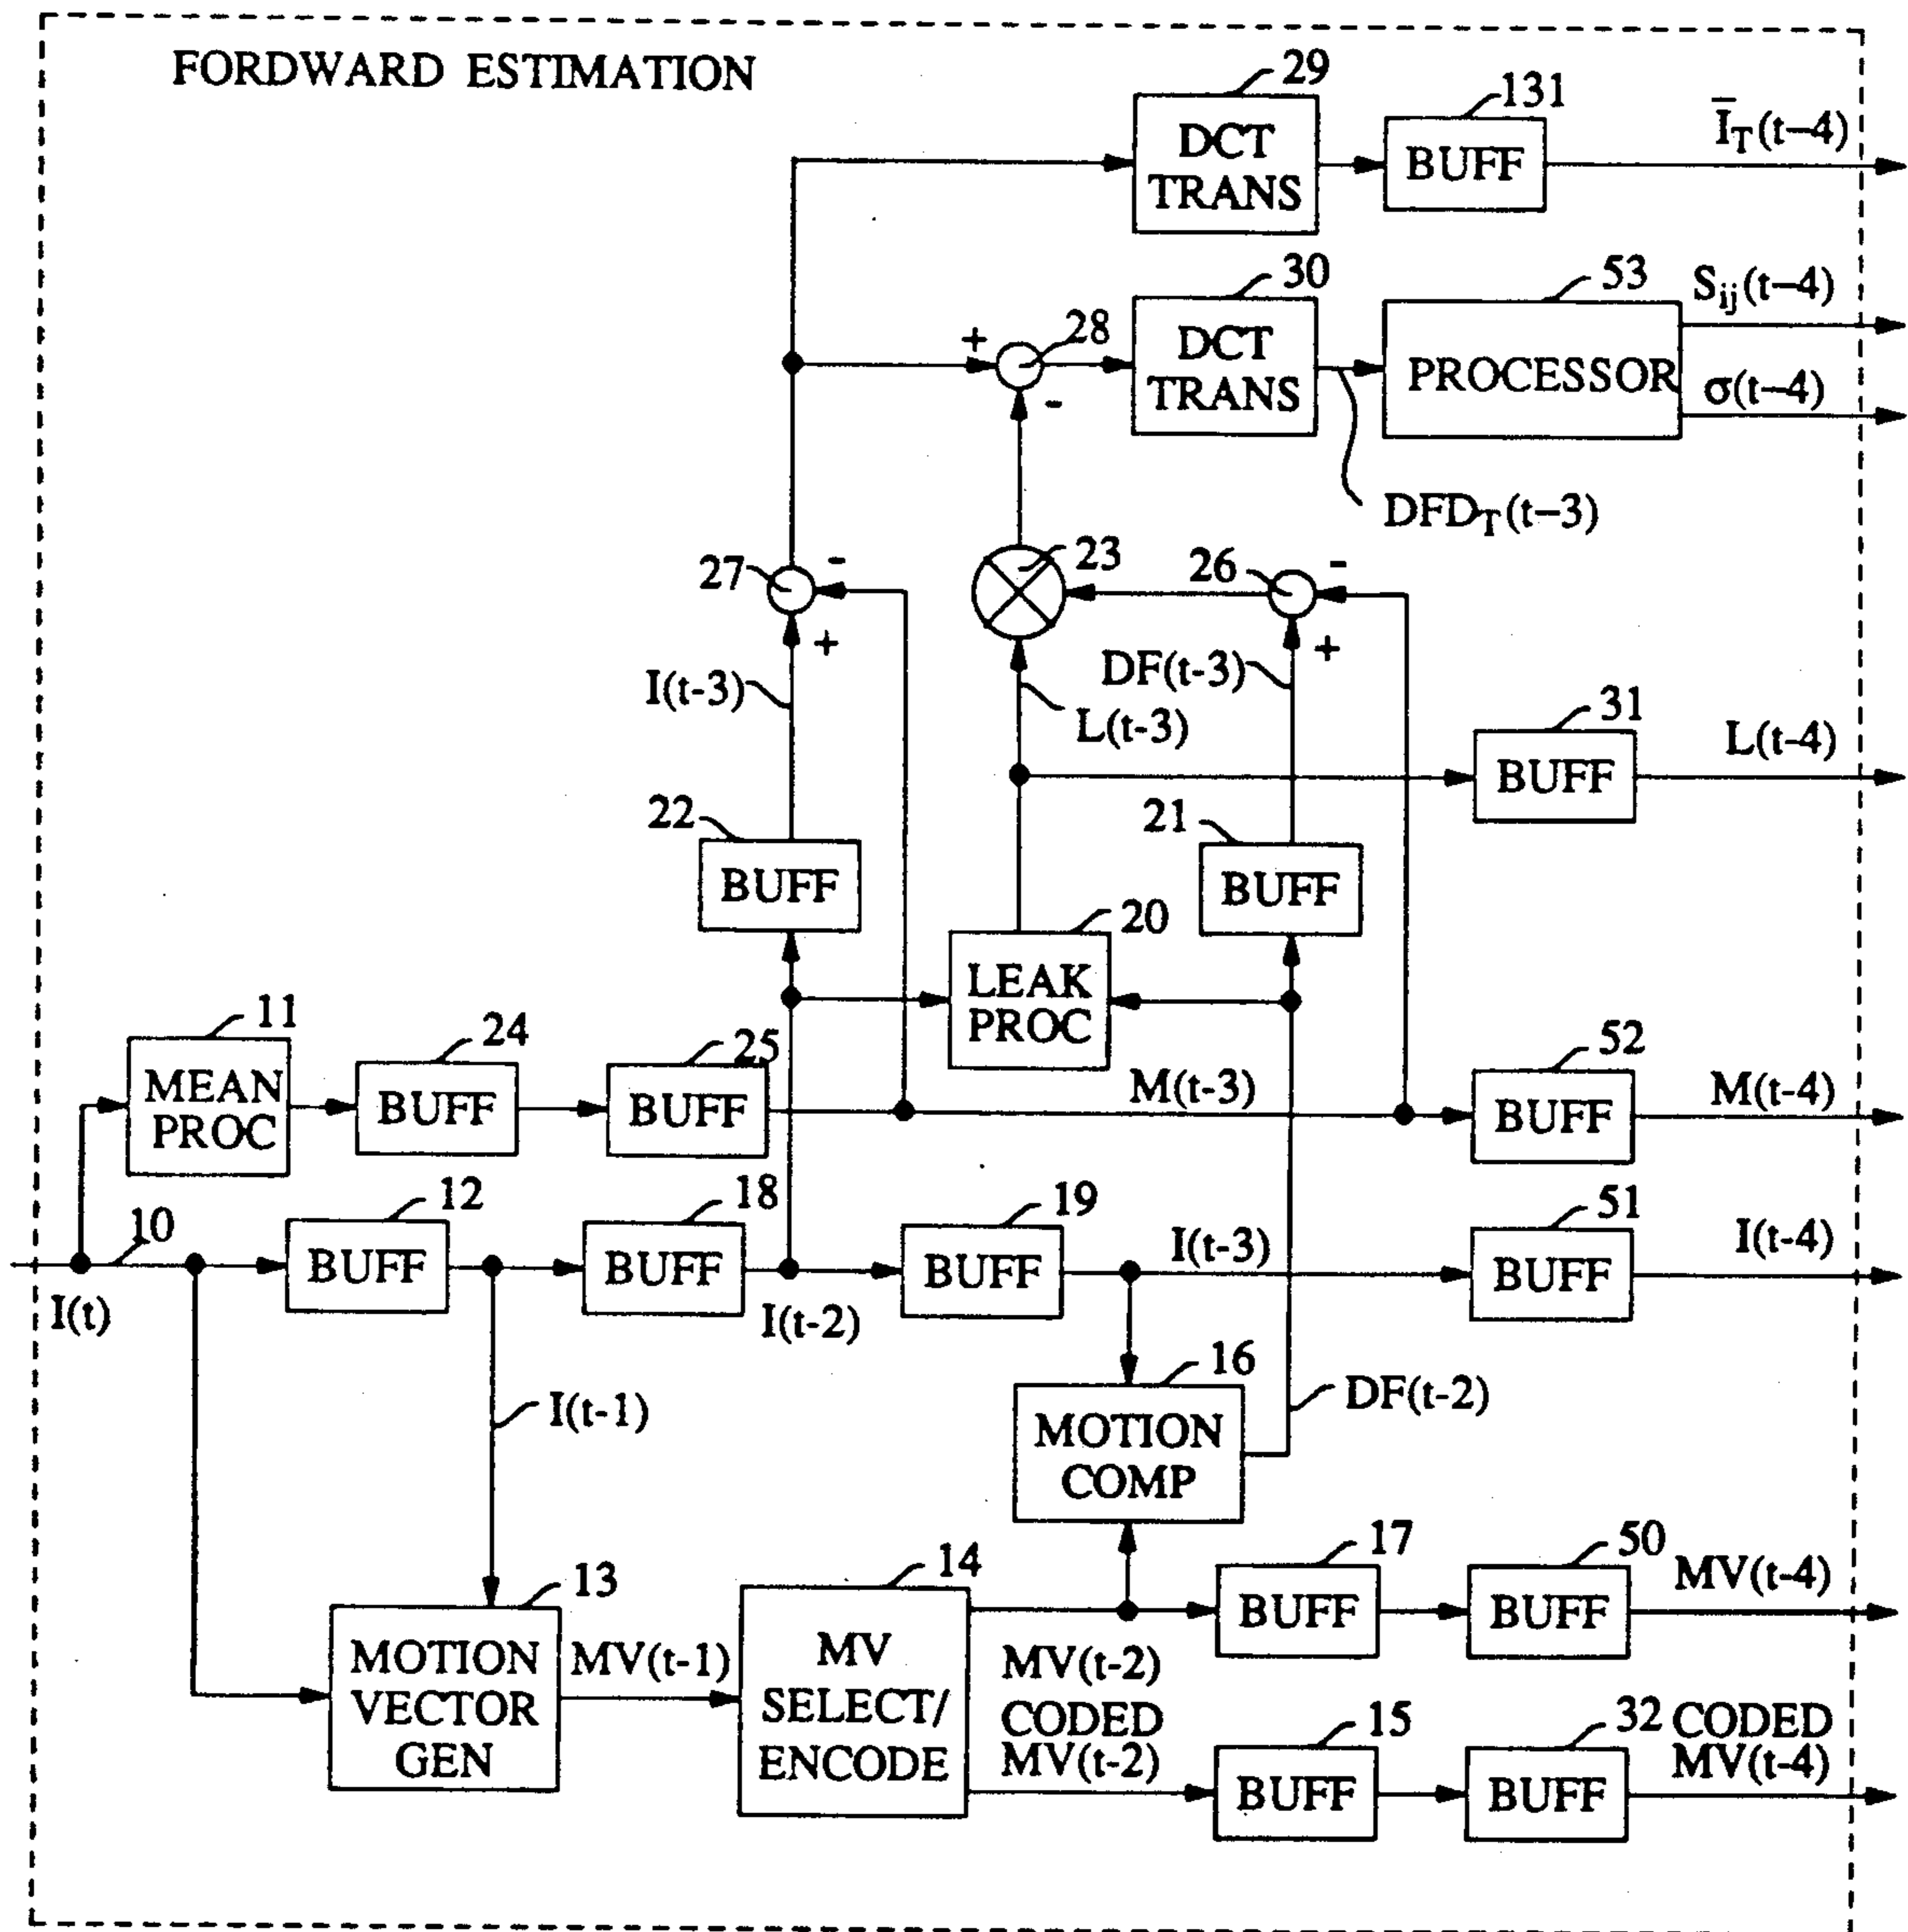 FORDWARD ESTIMATION
29
DCT
TRANS
131
BUFF
I̅_T(t–4)
30
DCT
TRANS
53
PROCESSOR
S_ij(t–4)
σ(t–4)
+
28
-
DFD_T(t–3)
27
-
+
23
26
-
+
I(t-3)
DF(t-3)
L(t-3)
31
BUFF
L(t-4)
22
BUFF
21
BUFF
20
LEAK
PROC
11
MEAN
PROC
24
BUFF
25
BUFF
M(t-3)
52
BUFF
M(t-4)
10
I(t)
12
BUFF
18
BUFF
I(t-2)
19
BUFF
I(t-3)
51
BUFF
I(t-4)
I(t-1)
16
MOTION
COMP
DF(t-2)
13
MOTION
VECTOR
GEN
MV(t-1)
14
MV
SELECT/
ENCODE
MV(t-2)
CODED
MV(t-2)
17
BUFF
50
BUFF
MV(t-4)
15
BUFF
32
BUFF
CODED
MV(t-4)